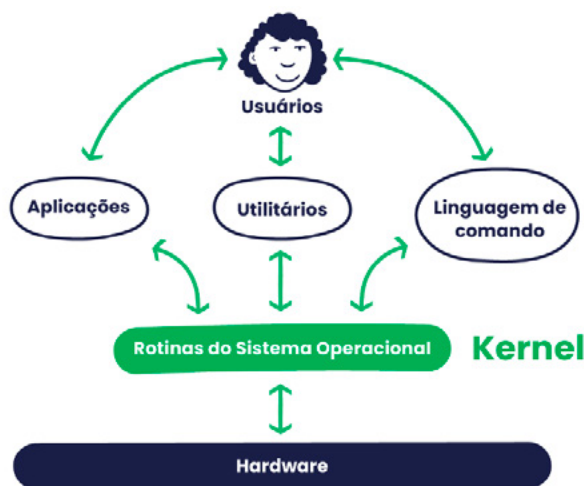 Usuários
Aplicações
Utilitários
Linguagem de
comando
Rotinas do Sistema Operacional
Kernel
Hardware